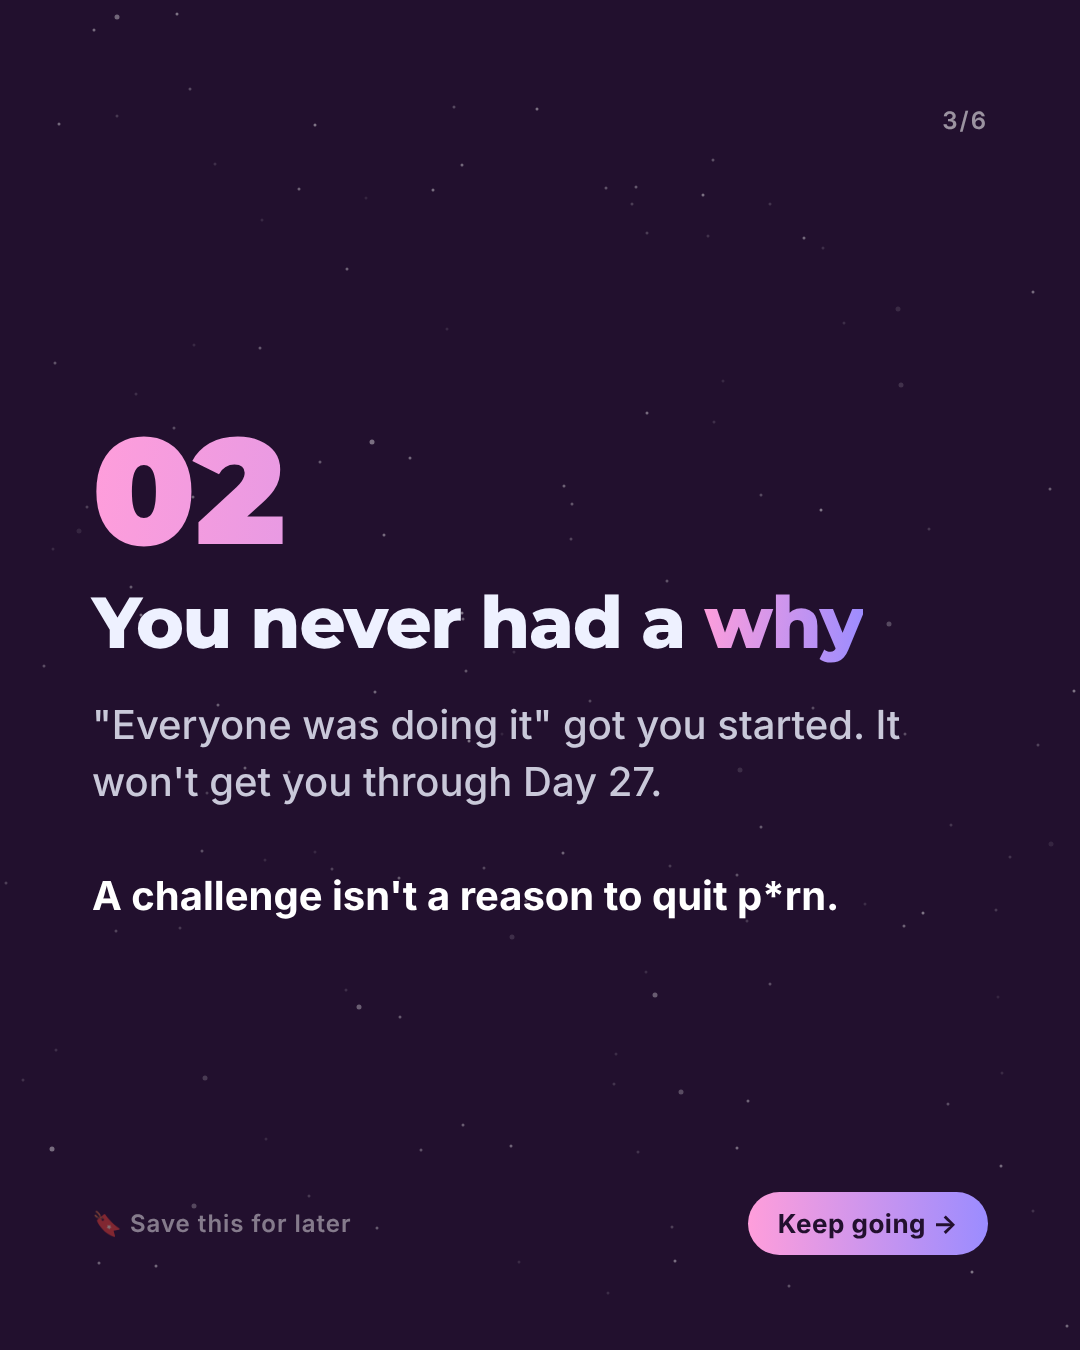 3/6
02
You never had a why
"Everyone was doing it" got you started. It
won't get you through Day 27.
A challenge isn't a reason to quit p*rn.
🔖 Save this for later
Keep going →